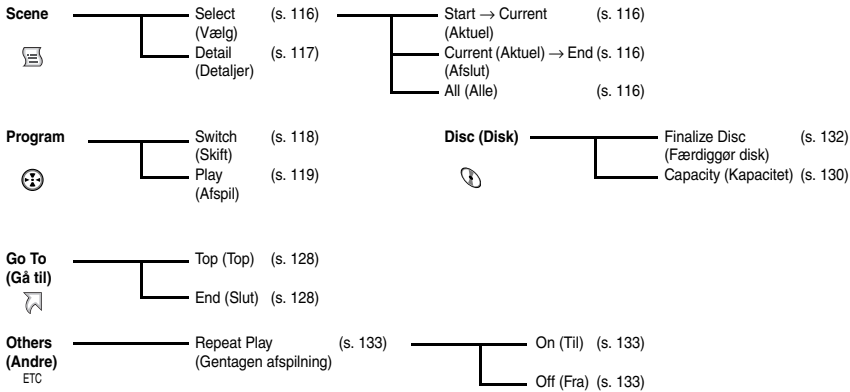 Scene Select (s. 116) Start → Current (s. 116)
(Vælg) (Aktuel)
Detail (s. 117) Current (Aktuel) → End (s. 116)
(Detaljer) (Afslut)
All (Alle) (s. 116)
Program Switch (s. 118) Disc (Disk) Finalize Disc (s. 132)
(Skift) (Færdiggør disk)
Play (s. 119) Capacity (Kapacitet) (s. 130)
(Afspil)
Go To Top (Top) (s. 128)
(Gå til)
End (Slut) (s. 128)
Others Repeat Play (s. 133) On (Til) (s. 133)
(Andre) (Gentagen afspilning)
ETC
Off (Fra) (s. 133)